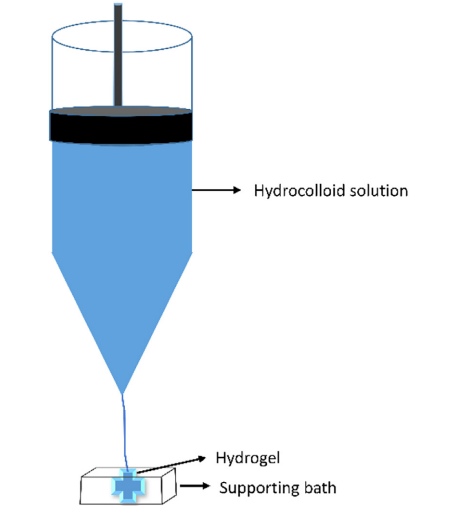 Hydrocolloid solution
Hydrogel
Supporting bath